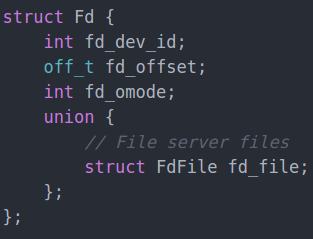 struct Fd {
    int fd_dev_id;
    off_t fd_offset;
    int fd_omode;
    union {
        // File server files
        struct FdFile fd_file;
    };
};